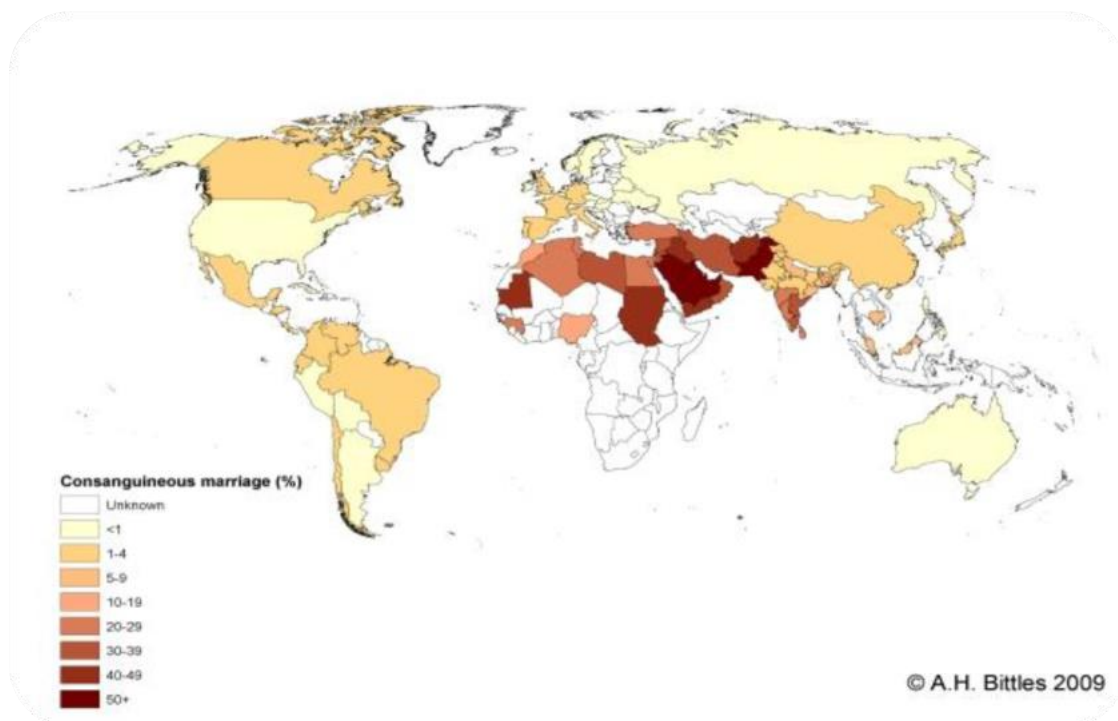 Consanguineous marriage (%)
Unknown
<1
1-4
5-9
10-19
20-29
30-39
40-49
50+
© A.H. Bittles 2009